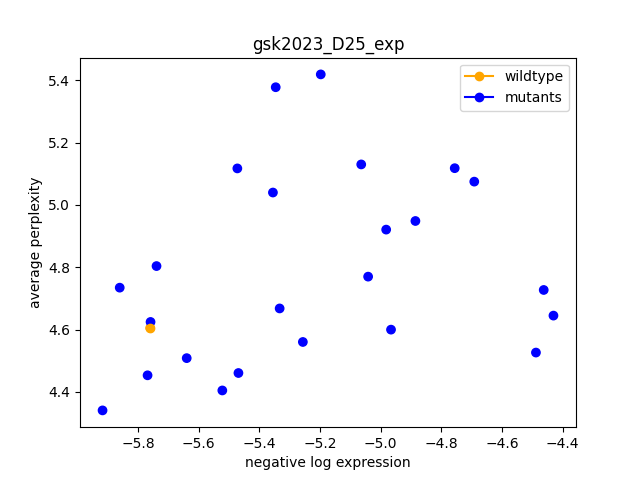 gsk2023_D25_exp
wildtype
mutants
5.4
5.2
5.0
4.8
4.6
4.4
average perplexity
−5.8
−5.6
−5.4
−5.2
−5.0
−4.8
−4.6
−4.4
negative log expression